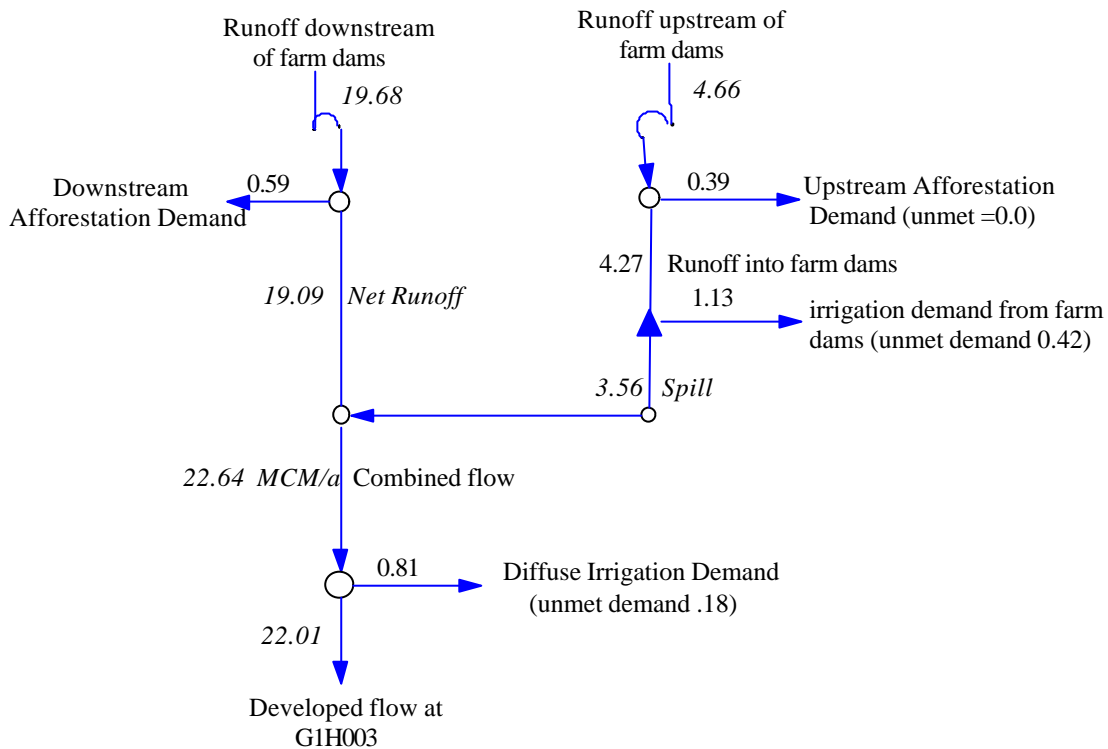 Runoff downstream
of farm dams
19.68
Runoff upstream of
farm dams
4.66
0.59
Downstream
Afforestation Demand
0.39
Upstream Afforestation
Demand (unmet =0.0)
4.27 Runoff into farm dams
1.13
irrigation demand from farm
dams (unmet demand 0.42)
19.09 Net Runoff
3.56 Spill
22.64 MCM/a Combined flow
0.81
Diffuse Irrigation Demand
(unmet demand .18)
22.01
Developed flow at
G1H003